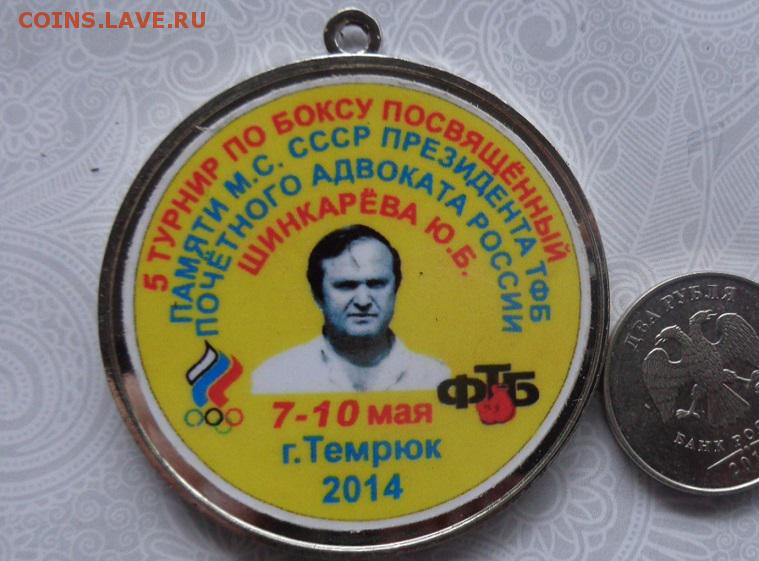 COINS.LAVE.RU
5 ТУРНИР ПО БОКСУ ПОСВЯЩЁННЫЙ
ПАМЯТИ М.С. СССР ПРЕЗИДЕНТА ТФБ
ПОЧЁТНОГО АДВОКАТА РОССИИ
ШИНКАРЁВА Ю.Б.
ФТБ
7-10 мая
г.Темрюк
2014
ДВА РУБЛЯ
БАНК